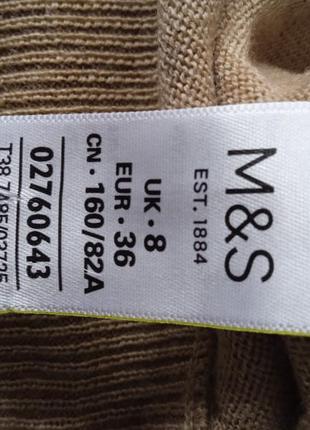 M&S
EST. 1884
UK • 8
EUR • 36
CN • 160/82A
02760643